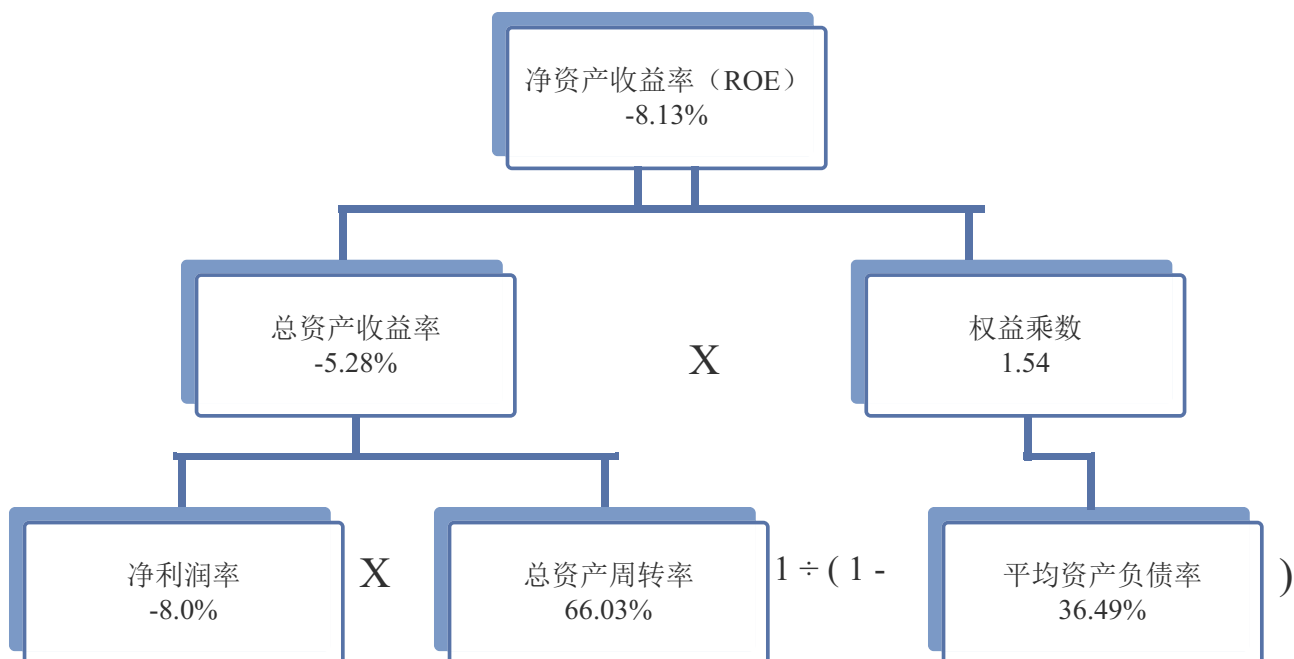 净资产收益率（ROE）
-8.13%
总资产收益率
-5.28%
X
权益乘数
1.54
净利润率
-8.0%
X
总资产周转率
66.03%
1 ÷ ( 1 -
平均资产负债率
36.49%
)